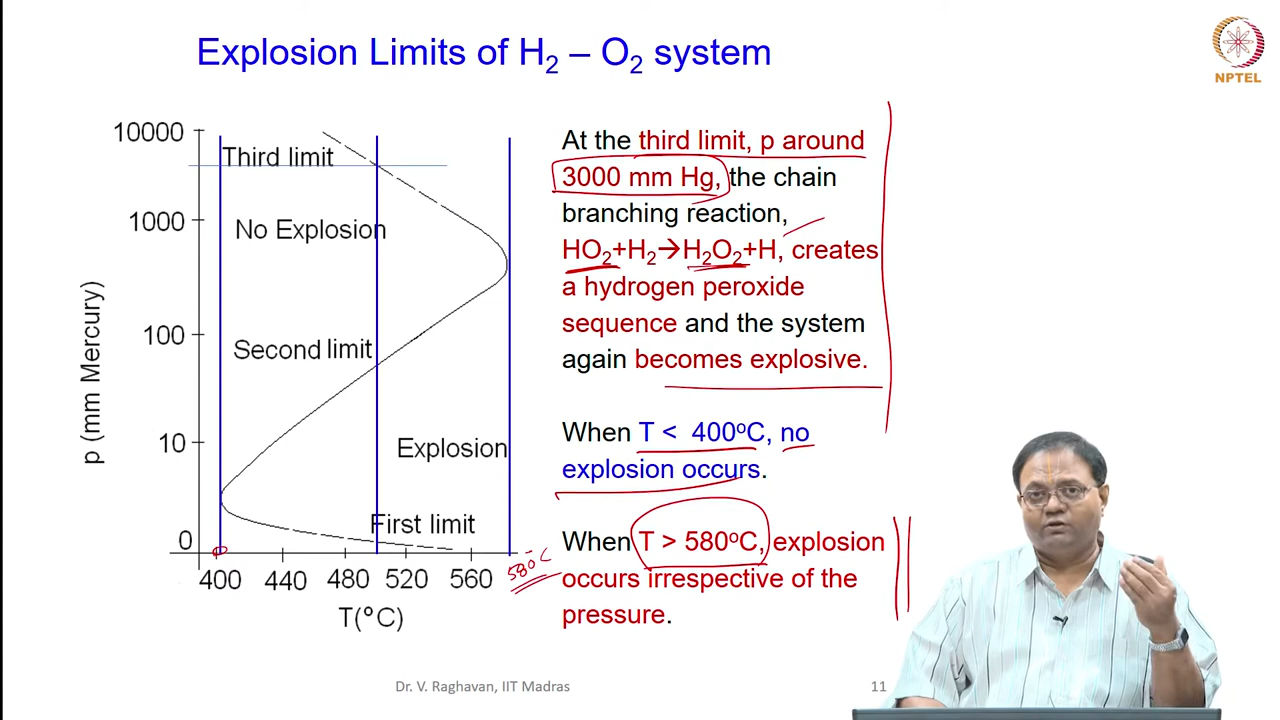 Explosion Limits of H₂ – O₂ system
NPTEL
10000
1000
100
10
0
p (mm Mercury)
Third limit
No Explosion
Second limit
Explosion
First limit
400 440 480 520 560
580°C
T(°C)
At the third limit, p around
3000 mm Hg, the chain
branching reaction,
HO₂+H₂→H₂O₂+H, creates
a hydrogen peroxide
sequence and the system
again becomes explosive.
When T < 400°C, no
explosion occurs.
When T > 580°C, explosion
occurs irrespective of the
pressure.
Dr. V. Raghavan, IIT Madras
11